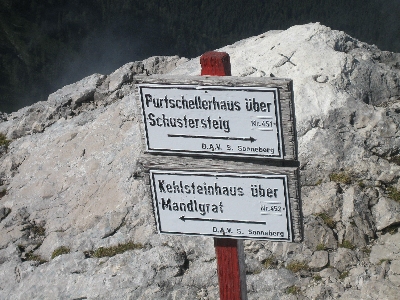 Purtschellerhaus über
Schustersteig Nr. 451
D.A.V. S. Sonneberg
Kehlsteinhaus über
Mandlgrat Nr. 452
D.A.V. S. Sonneberg